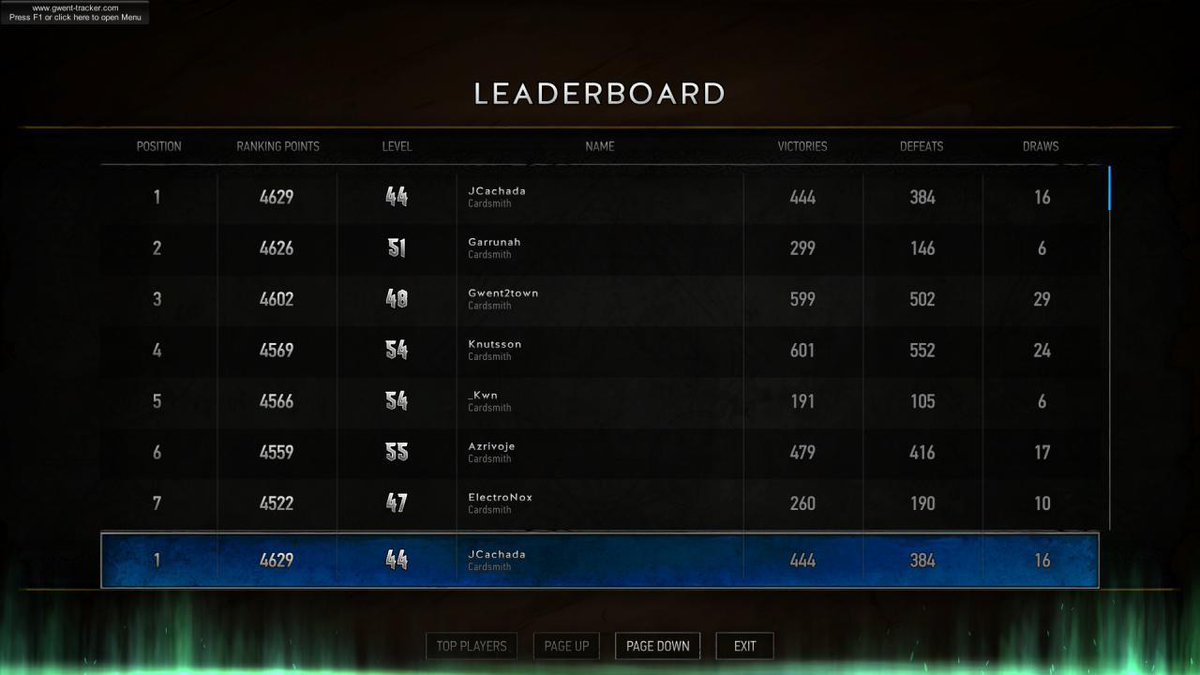 www.gwent-tracker.com
Press F1 or click here to open Menu
LEADERBOARD
POSITION RANKING POINTS LEVEL NAME VICTORIES DEFEATS DRAWS
1 4629 44 JCachada 444 384 16
Cardsmith
2 4626 51 Garrunah 299 146 6
Cardsmith
3 4602 48 Gwent2town 599 502 29
Cardsmith
4 4569 54 Knutsson 601 552 24
Cardsmith
5 4566 54 _Kwn 191 105 6
Cardsmith
6 4559 55 Azrivoje 479 416 17
Cardsmith
7 4522 47 ElectroNox 260 190 10
Cardsmith
1 4629 44 JCachada 444 384 16
Cardsmith
TOP PLAYERS PAGE UP PAGE DOWN EXIT